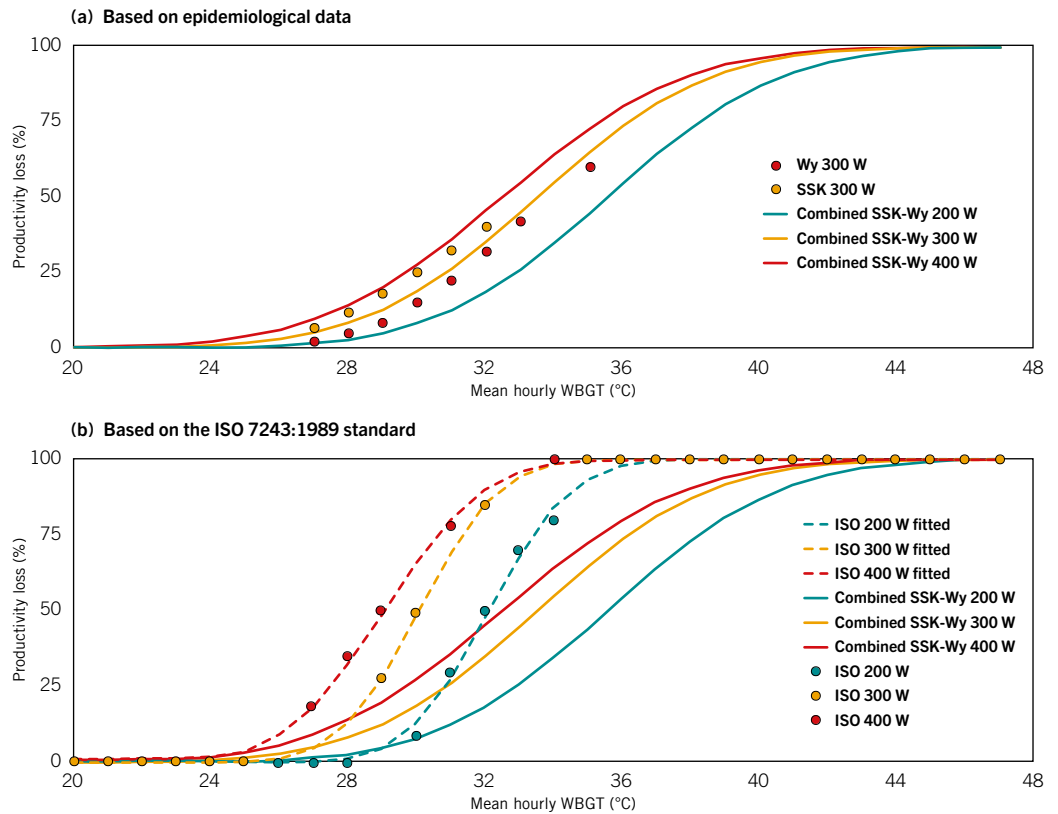 (a) Based on epidemiological data
100
75
50
25
0
Productivity loss (%)
Wy 300 W
SSK 300 W
Combined SSK-Wy 200 W
Combined SSK-Wy 300 W
Combined SSK-Wy 400 W
20 24 28 32 36 40 44 48
Mean hourly WBGT (°C)
(b) Based on the ISO 7243:1989 standard
100
75
50
25
0
Productivity loss (%)
ISO 200 W fitted
ISO 300 W fitted
ISO 400 W fitted
Combined SSK-Wy 200 W
Combined SSK-Wy 300 W
Combined SSK-Wy 400 W
ISO 200 W
ISO 300 W
ISO 400 W
20 24 28 32 36 40 44 48
Mean hourly WBGT (°C)